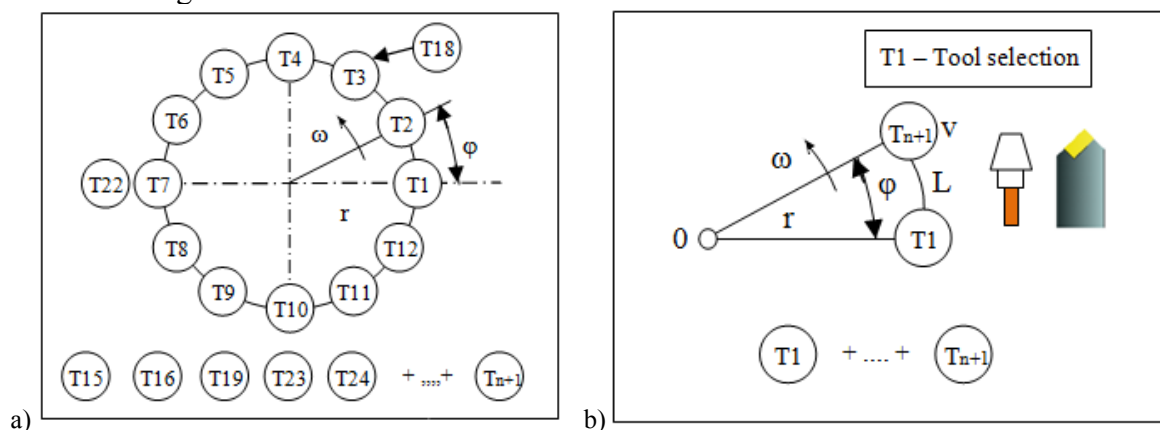 T4
T18
T5
T3
T6
T2
ω
φ
T22
T7
T1
r
T8
T12
T9
T11
T10
T15 T16 T19 T23 T24 + ,,,,+ Tn+1
a)
T1 – Tool selection
Tn+1 v
ω
φ
L
r
0
T1
T1 + .... + Tn+1
b)